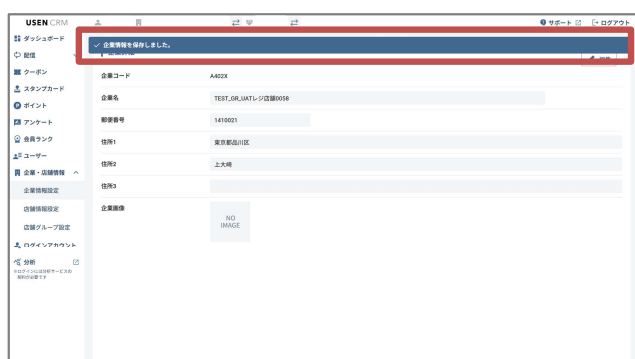 USEN CRM
サポート
ログアウト
ダッシュボード
✓ 企業情報を保存しました。
配信
クーポン
企業コード
A402X
スタンプカード
企業名
TEST_GR_UATレジ店舗0058
ポイント
郵便番号
1410021
アンケート
会員ランク
住所1
東京都品川区
ユーザー
住所2
上大崎
企業・店舗情報
住所3
企業情報設定
店舗情報設定
企業画像
NO
IMAGE
店舗グループ設定
ログインアカウント
分析
※ログインには分析サービスの
契約が必要です